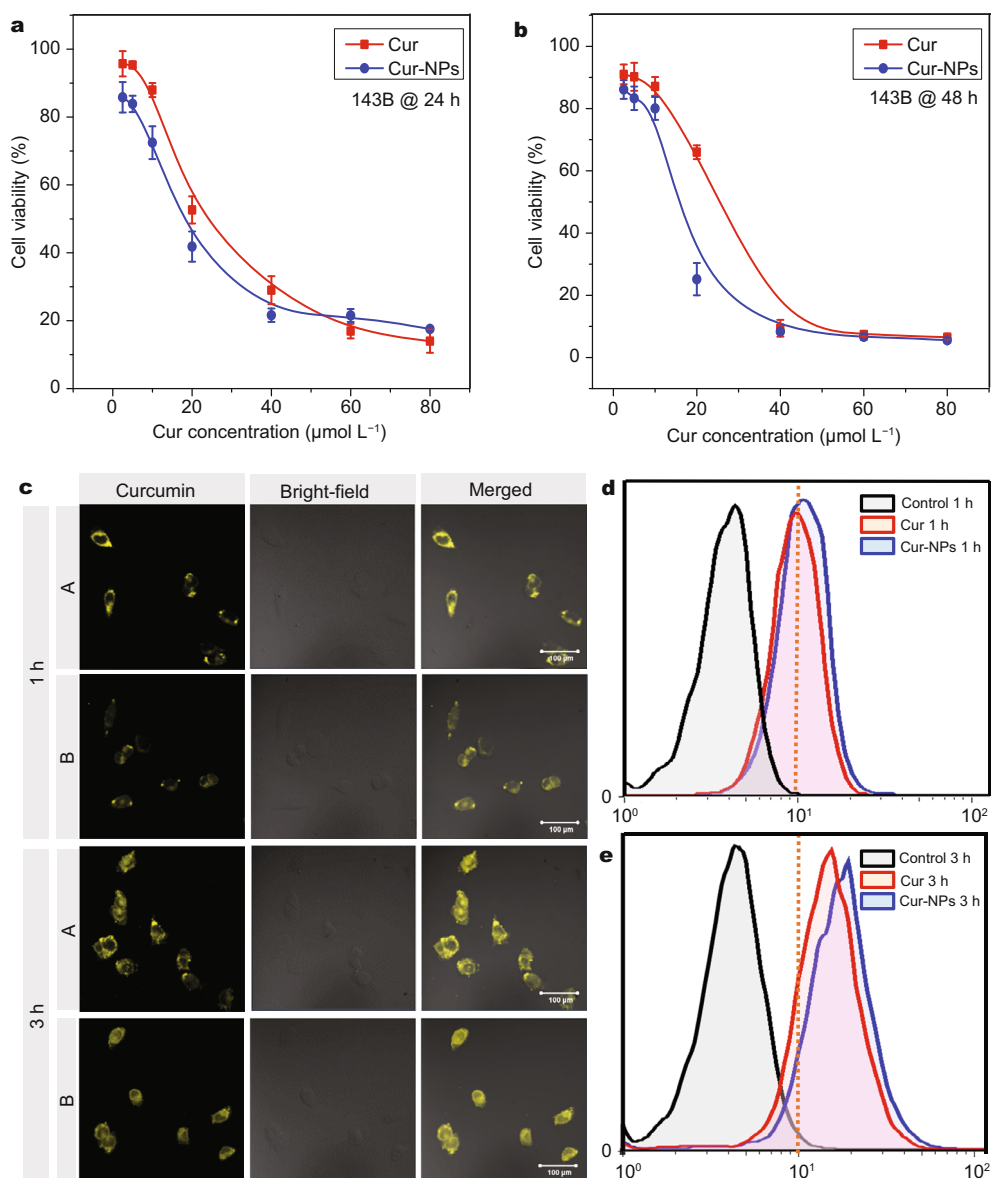 a
Cur
Cur-NPs
143B @ 24 h
100
80
60
40
20
0
Cell viability (%)
0 20 40 60 80
Cur concentration (μmol L⁻¹)
b
Cur
Cur-NPs
143B @ 48 h
100
80
60
40
20
0
Cell viability (%)
0 20 40 60 80
Cur concentration (μmol L⁻¹)
c
Curcumin Bright-field Merged
1 h
A
100 μm
B
100 μm
3 h
A
100 μm
B
100 μm
d
Control 1 h
Cur 1 h
Cur-NPs 1 h
0
10⁰ 10¹ 10²
e
Control 3 h
Cur 3 h
Cur-NPs 3 h
0
10⁰ 10¹ 10²